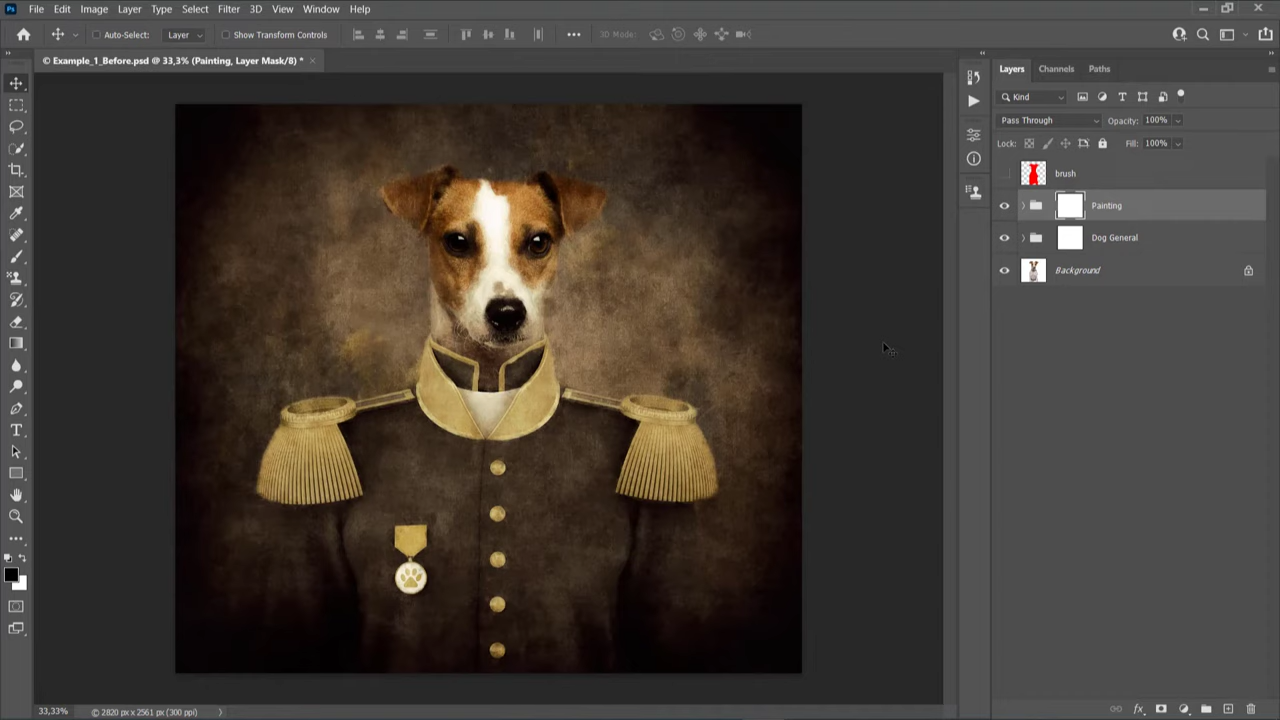 Ps File Edit Image Layer Type Select Filter 3D View Window Help
Auto-Select: Layer Show Transform Controls 3D Mode:
© Example_1_Before.psd @ 33,3% (Painting, Layer Mask/8) *
Layers Channels Paths
Kind
Pass Through Opacity: 100%
Lock: Fill: 100%
brush
Painting
Dog General
Background
33,33% © 2820 px x 2561 px (300 ppi)